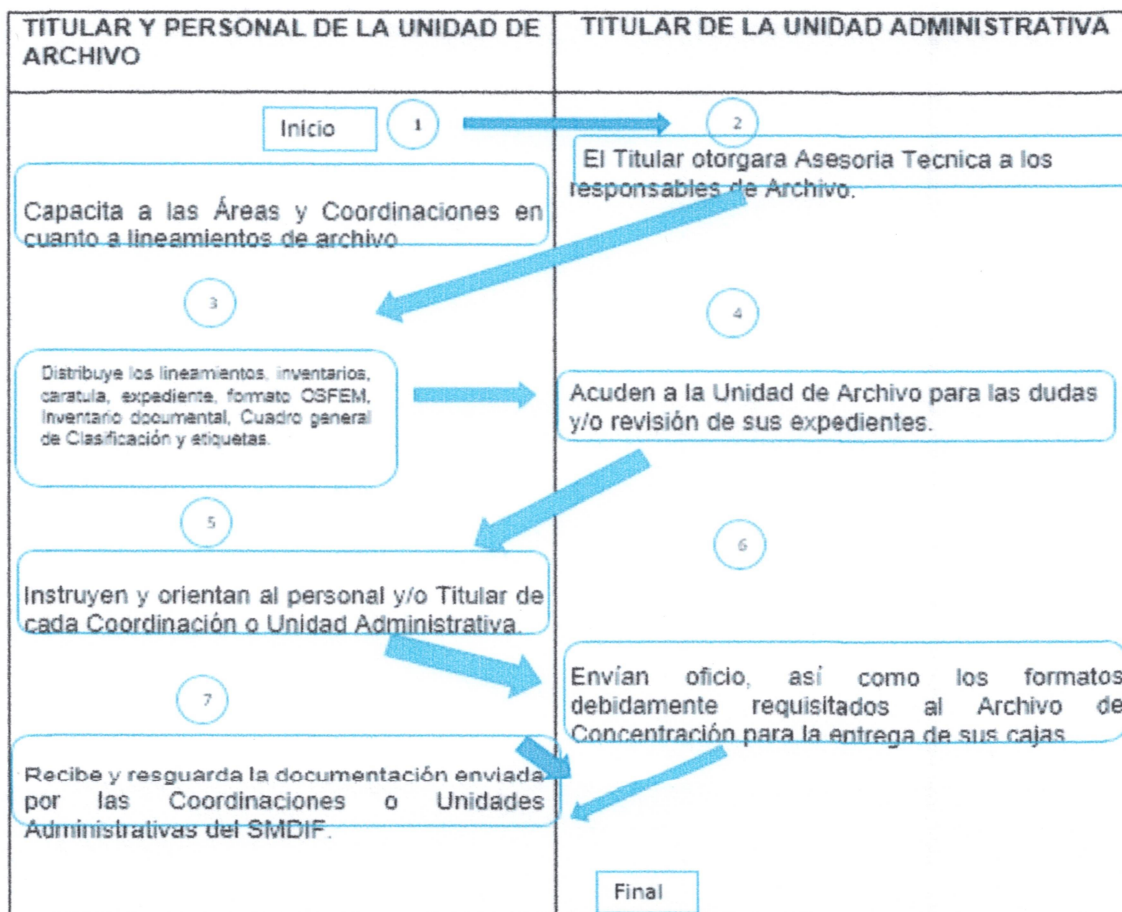 TITULAR Y PERSONAL DE LA UNIDAD DE
ARCHIVO
TITULAR DE LA UNIDAD ADMINISTRATIVA
Inicio
1
2
El Titular otorgara Asesoria Tecnica a los
responsables de Archivo.
Capacita a las Áreas y Coordinaciones en
cuanto a lineamientos de archivo
3
4
Distribuye los lineamientos, inventarios,
caratula, expediente, formato OSFEM,
Inventario documental, Cuadro general
de Clasificación y etiquetas.
Acuden a la Unidad de Archivo para las dudas
y/o revisión de sus expedientes.
5
6
Instruyen y orientan al personal y/o Titular de
cada Coordinación o Unidad Administrativa.
Envían oficio, así como los formatos
debidamente requisitados al Archivo de
Concentración para la entrega de sus cajas
7
Recibe y resguarda la documentación enviada
por las Coordinaciones o Unidades
Administrativas del SMDIF.
Final